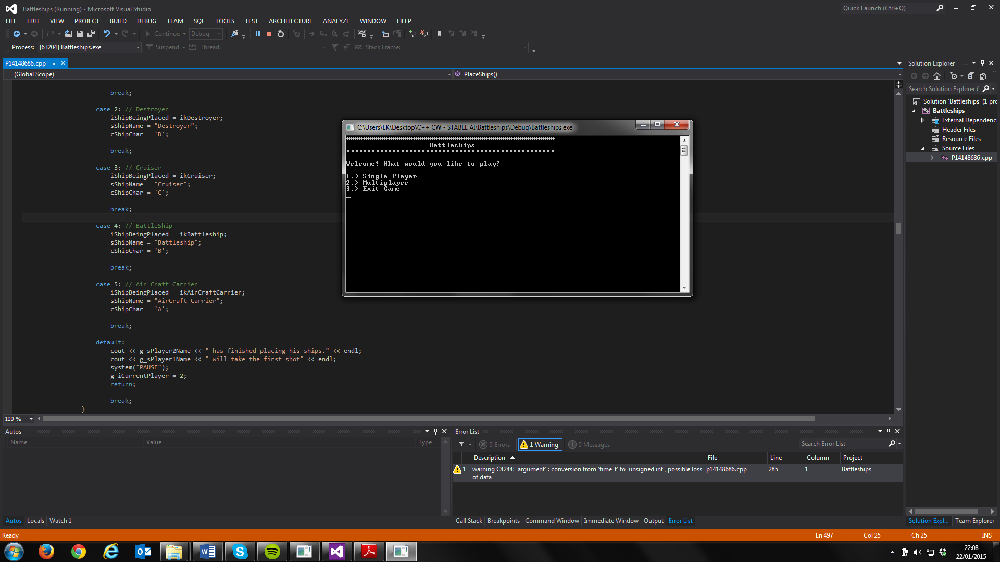 Battleships (Running) - Microsoft Visual Studio
Quick Launch (Ctrl+Q)
FILE EDIT VIEW PROJECT BUILD DEBUG TEAM SQL TOOLS TEST ARCHITECTURE ANALYZE WINDOW HELP
Continue Debug
Process: [63204] Battleships.exe Suspend Thread: Stack Frame:
P14148686.cpp
(Global Scope) PlaceShips()
break;
case 2: // Destroyer
iShipBeingPlaced = ikDestroyer;
sShipName = "Destroyer";
cShipChar = 'D';
break;
case 3: // Cruiser
iShipBeingPlaced = ikCruiser;
sShipName = "Cruiser";
cShipChar = 'C';
break;
case 4: // BattleShip
iShipBeingPlaced = ikBattleship;
sShipName = "Battleship";
cShipChar = 'B';
break;
case 5: // Air Craft Carrier
iShipBeingPlaced = ikAirCraftCarrier;
sShipName = "AirCraft Carrier";
cShipChar = 'A';
break;
default:
cout << g_sPlayer2Name << " has finished placing his ships." << endl;
cout << g_sPlayer1Name << " will take the first shot" << endl;
system("PAUSE");
g_iCurrentPlayer = 2;
return;
break;
}
100 %
C:\Users\EK\Desktop\C++ CW - STABLE AI\Battleships\Debug\Battleships.exe
**************************************************
Battleships
**************************************************
Welcome! What would you like to play?
1.) Single Player
2.) Multiplayer
3.) Exit Game
Solution Explorer
Search Solution Explorer (
Solution 'Battleships' (1 pro
Battleships
External Dependenc
Header Files
Resource Files
Source Files
P14148686.cpp
Autos
Name Value Type
Autos Locals Watch 1
Error List
0 Errors 1 Warning 0 Messages
Search Error List
Description File Line Column Project
1 warning C4244: 'argument' : conversion from 'time_t' to 'unsigned int', possible loss p14148686.cpp 285 1 Battleships
of data
Call Stack Breakpoints Command Window Immediate Window Output Error List
Solution Expl... Team Explorer
Ready Ln 497 Col 25 Ch 25 INS
22:08
22/01/2015